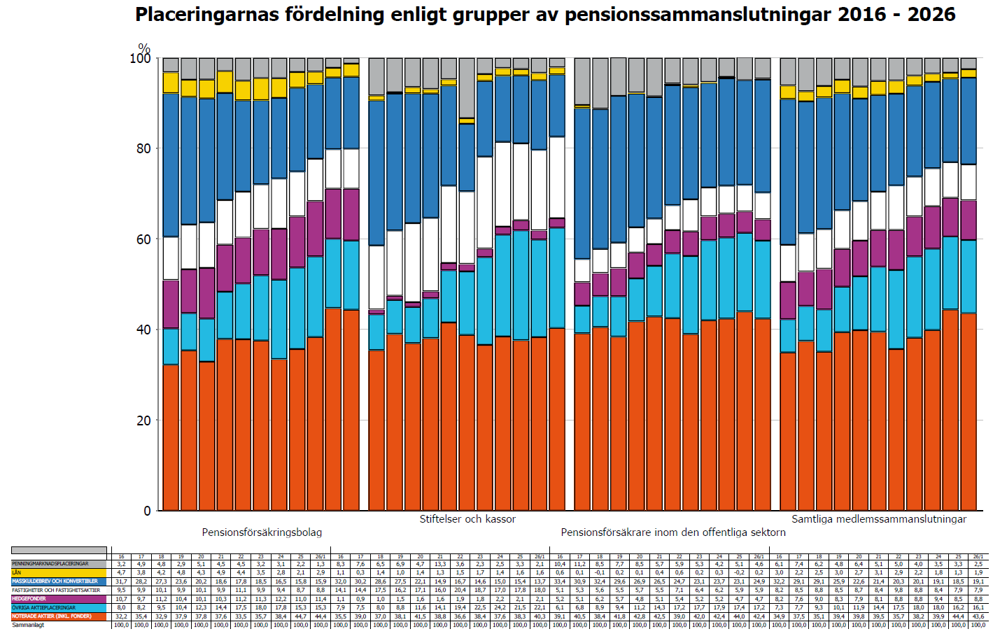 Placeringarnas fördelning enligt grupper av pensionssammanslutningar 2016 - 2026
%
100
80
60
40
20
0
Stiftelser och kassor
Samtliga medlemssammanslutningar
Pensionsförsäkringsbolag
Pensionsförsäkrare inom den offentliga sektorn
16 17 18 19 20 21 22 23 24 25 26/1 16 17 18 19 20 21 22 23 24 25 26/1 16 17 18 19 20 21 22 23 24 25 26/1 16 17 18 19 20 21 22 23 24 25 26/1
PENNINGMARKNADSPLACERINGAR 3,2 4,9 4,8 2,9 5,1 4,5 4,5 3,2 3,1 2,2 1,3 8,3 7,6 6,5 6,9 4,7 13,3 3,6 2,3 2,5 3,3 2,1 10,4 11,2 8,5 7,7 8,5 5,7 5,9 5,3 4,2 5,1 4,6 6,1 7,4 6,2 4,8 6,4 5,1 5,0 4,0 3,5 3,3 2,5
LÅN 4,7 3,8 4,2 4,8 4,3 4,9 4,4 3,5 2,8 2,1 2,9 1,1 0,3 1,4 1,0 1,3 1,5 1,7 1,4 1,6 1,6 0,6 0,1 -0,1 0,2 0,1 0,4 0,6 0,2 0,3 -0,2 0,2 3,0 2,2 2,5 3,0 2,7 3,1 2,9 2,2 1,8 1,3 1,9
MASSKULDEBREV OCH KONVERTIBLER 31,7 28,2 27,3 23,6 20,2 18,6 17,8 18,5 16,5 15,8 15,9 32,0 30,2 28,6 27,5 22,1 14,9 16,7 14,6 15,0 15,4 13,7 33,4 30,9 32,4 29,6 26,9 26,5 24,7 23,1 23,7 23,1 24,9 32,2 29,1 29,1 25,9 22,6 21,4 20,3 20,1 19,1 18,5 19,1
FASTIGHETER OCH FASTIGHETSAKTIER 9,5 9,9 10,1 9,9 10,1 9,9 11,1 9,9 9,4 8,7 8,8 14,1 14,4 17,5 16,2 17,1 16,0 20,4 18,7 17,0 17,8 18,0 5,1 5,3 5,6 5,5 5,7 5,5 7,1 6,4 6,2 5,9 5,9 8,2 8,5 8,8 8,5 8,7 8,4 9,8 8,8 8,4 7,9 7,9
HEDGEFONDER 10,7 9,7 11,2 10,4 10,1 10,3 11,2 11,3 12,2 11,0 11,4 1,1 0,9 1,0 1,5 1,6 1,6 1,9 1,8 2,2 2,1 2,1 5,2 5,1 6,2 5,7 4,8 5,1 5,4 5,2 5,2 4,7 4,7 8,2 7,6 9,0 8,3 7,9 8,1 8,8 8,8 9,4 8,5 8,8
ÖVRIGA AKTIEPLACERINGAR 8,0 8,2 9,5 10,4 12,3 14,4 17,5 18,0 17,8 15,3 15,3 7,9 7,5 8,0 8,8 11,6 14,1 19,4 22,5 24,2 21,5 22,1 6,1 6,8 8,9 9,4 11,2 14,3 17,2 17,7 17,9 17,4 17,2 7,3 7,7 9,3 10,1 11,9 14,4 17,5 18,0 18,0 16,2 16,1
NOTERADE AKTIER (INKL. FONDER) 32,2 35,4 32,9 37,9 37,8 37,6 33,5 35,7 38,4 44,7 44,4 35,5 39,0 37,0 38,1 41,5 38,8 36,6 38,4 37,6 38,3 40,3 39,1 40,5 38,4 41,8 42,8 42,5 39,0 42,0 42,4 44,0 42,4 34,9 37,5 35,1 39,4 39,8 39,5 35,7 38,2 39,9 44,4 43,6
Sammanlagt 100,0 100,0 100,0 100,0 100,0 100,0 100,0 100,0 100,0 100,0 100,0 100,0 100,0 100,0 100,0 100,0 100,0 100,0 100,0 100,0 100,0 100,0 100,0 100,0 100,0 100,0 100,0 100,0 100,0 100,0 100,0 100,0 100,0 100,0 100,0 100,0 100,0 100,0 100,0 100,0 100,0 100,0 100,0 100,0